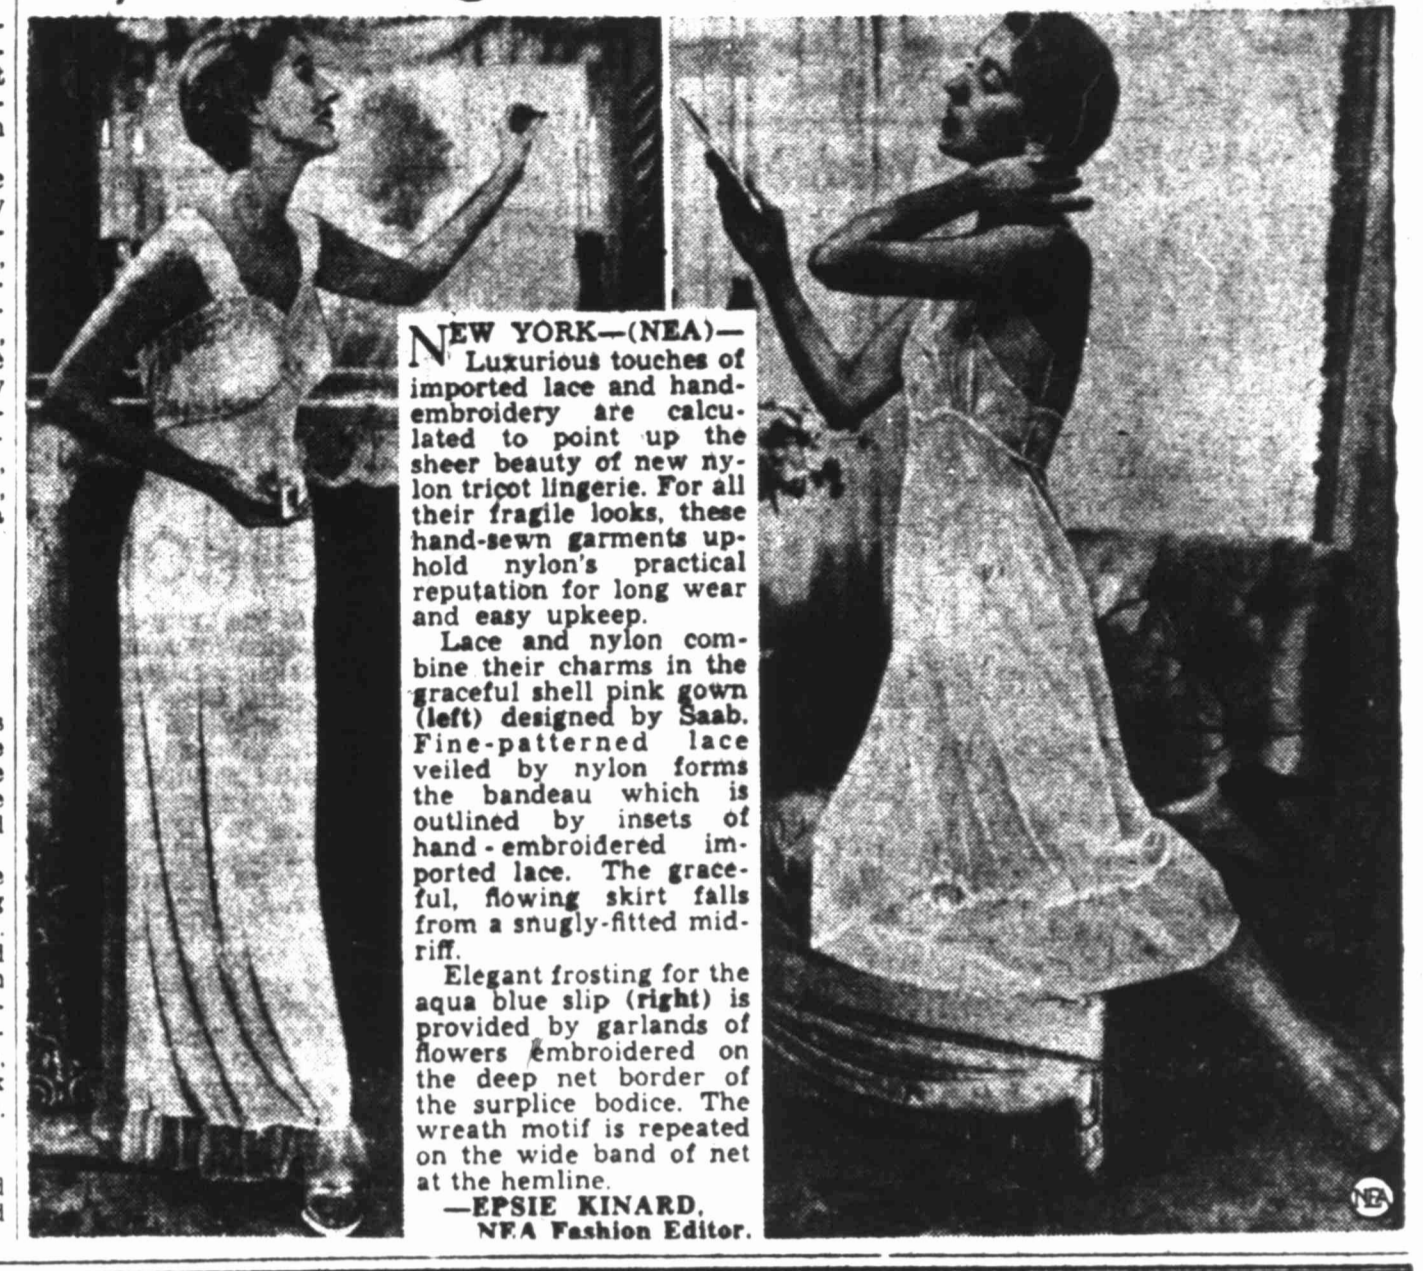 NEW YORK—(NEA)—
Luxurious touches of
imported lace and hand-
embroidery are calcu-
lated to point up the
sheer beauty of new ny-
lon tricot lingerie. For all
their fragile looks, these
hand-sewn garments up-
hold nylon's practical
reputation for long wear
and easy upkeep.
Lace and nylon com-
bine their charms in the
graceful shell pink gown
(left) designed by Saab.
Fine-patterned lace
veiled by nylon forms
the bandeau which is
outlined by insets of
hand-embroidered im-
ported lace. The grace-
ful, flowing skirt falls
from a snugly-fitted mid-
riff.
Elegant frosting for the
aqua blue slip (right) is
provided by garlands of
flowers embroidered on
the deep net border of
the surplice bodice. The
wreath motif is repeated
on the wide band of net
at the hemline.
—EPSIE KINARD,
NEA Fashion Editor.
NEA